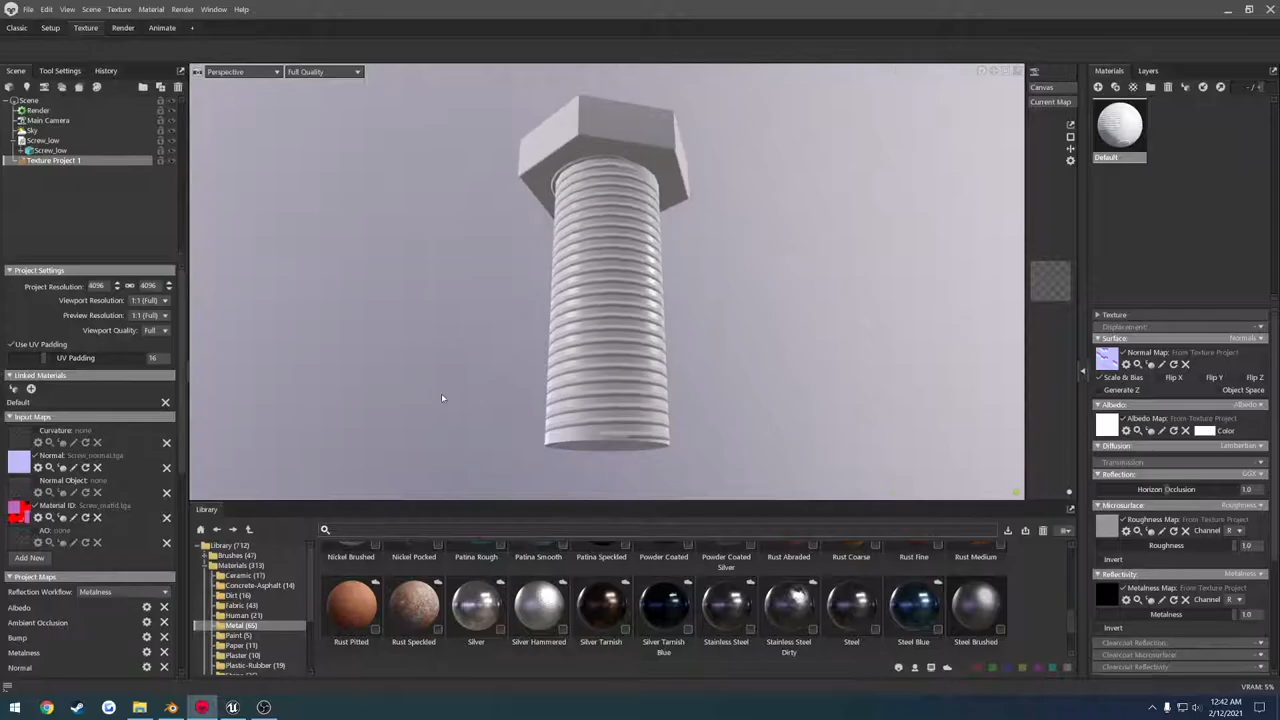 File Edit View Scene Texture Material Render Window Help
Classic Setup Texture Render Animate +
Scene Tool Settings History
Perspective Full Quality
Materials Layers
Canvas
Current Map
- / -
Scene
Render
Main Camera
Sky
Screw_low
Screw_low
Texture Project 1
Default
Project Settings
Project Resolution: 4096 4096
Viewport Resolution: 1:1 (Full)
Preview Resolution: 1:1 (Full)
Viewport Quality: Full
Use UV Padding
UV Padding 16
Linked Materials
Default
Input Maps
Curvature: none
Normal: Screw_normal.tga
Normal Object: none
Material ID: Screw_matid.tga
AO: none
Add New
Project Maps
Reflection Workflow: Metalness
Albedo
Ambient Occlusion
Bump
Metalness
Normal
Library
Library (712)
Brushes (47)
Materials (313)
Ceramic (17)
Concrete-Asphalt (14)
Dirt (16)
Fabric (43)
Human (21)
Metal (65)
Paint (5)
Paper (11)
Plaster (10)
Plastic-Rubber (19)
Nickel Brushed Nickel Pocked Patina Rough Patina Smooth Patina Speckled Powder Coated Powder Coated Silver Rust Abraded Rust Coarse Rust Fine Rust Medium
Rust Pitted Rust Speckled Silver Silver Hammered Silver Tarnish Silver Tarnish Blue Stainless Steel Stainless Steel Dirty Steel Steel Blue Steel Brushed
Texture
Displacement:
Surface: Normals
Normal Map: From Texture Project
Scale & Bias Flip X Flip Y Flip Z
Generate Z Object Space
Albedo: Albedo
Albedo Map: From Texture Project
Color
Diffusion: Lambertian
Transmission:
Reflection: GGX
Horizon Occlusion 1.0
Microsurface: Roughness
Roughness Map: From Texture Project
Channel R
Roughness 1.0
Invert
Reflectivity: Metalness
Metalness Map: From Texture Project
Channel R
Metalness 1.0
Invert
Clearcoat Reflection:
Clearcoat Microsurface:
Clearcoat Reflectivity:
VRAM: 5%
12:42 AM
2/12/2021